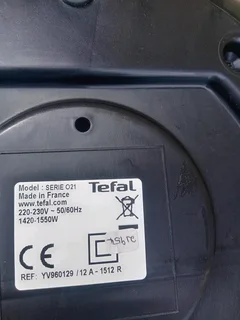 Model : SERIE O21
Made in France
www.tefal.com
220-230V ~ 50/60Hz
1420-1550W
Tefal
CE
REF: YV960129 / 12 A - 1512 R